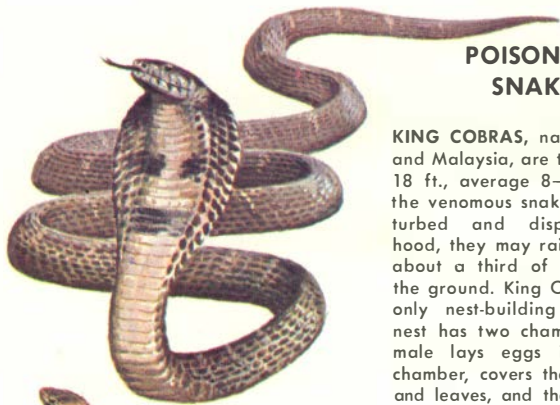 POISON
SNAK
KING COBRAS, na
and Malaysia, are t
18 ft., average 8–
the venomous snak
turbed and disp
hood, they may rai
about a third of
the ground. King C
only nest-building
nest has two cham
male lays eggs
chamber, covers the
and leaves, and th